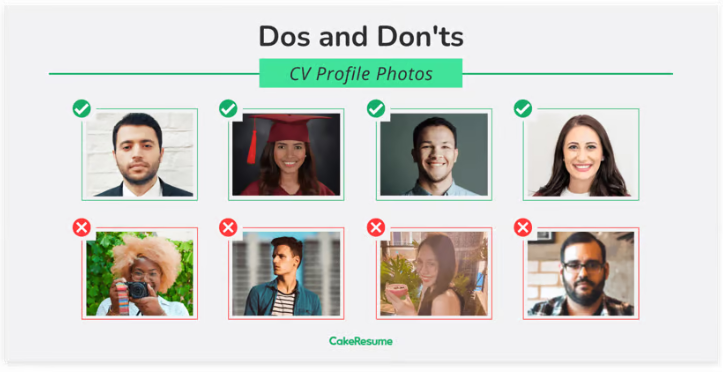 Dos and Don'ts
CV Profile Photos
CakeResume